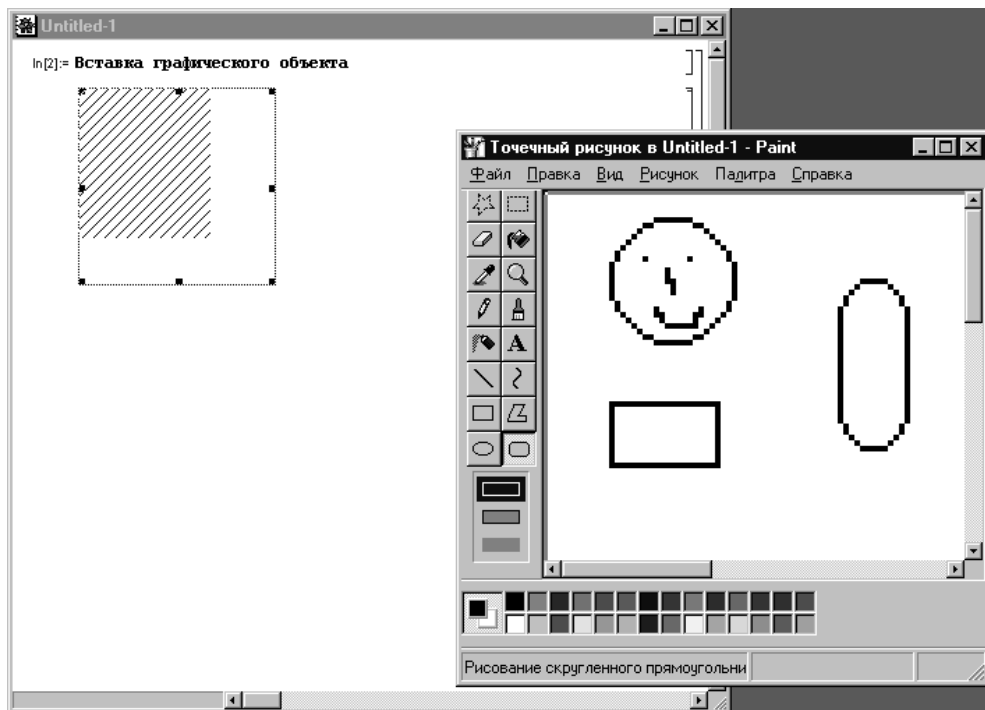 Untitled-1
In[2]:= Вставка графического объекта
Точечный рисунок в Untitled-1 - Paint
Файл Правка Вид Рисунок Палитра Справка
A
Рисование скругленного прямоугольни